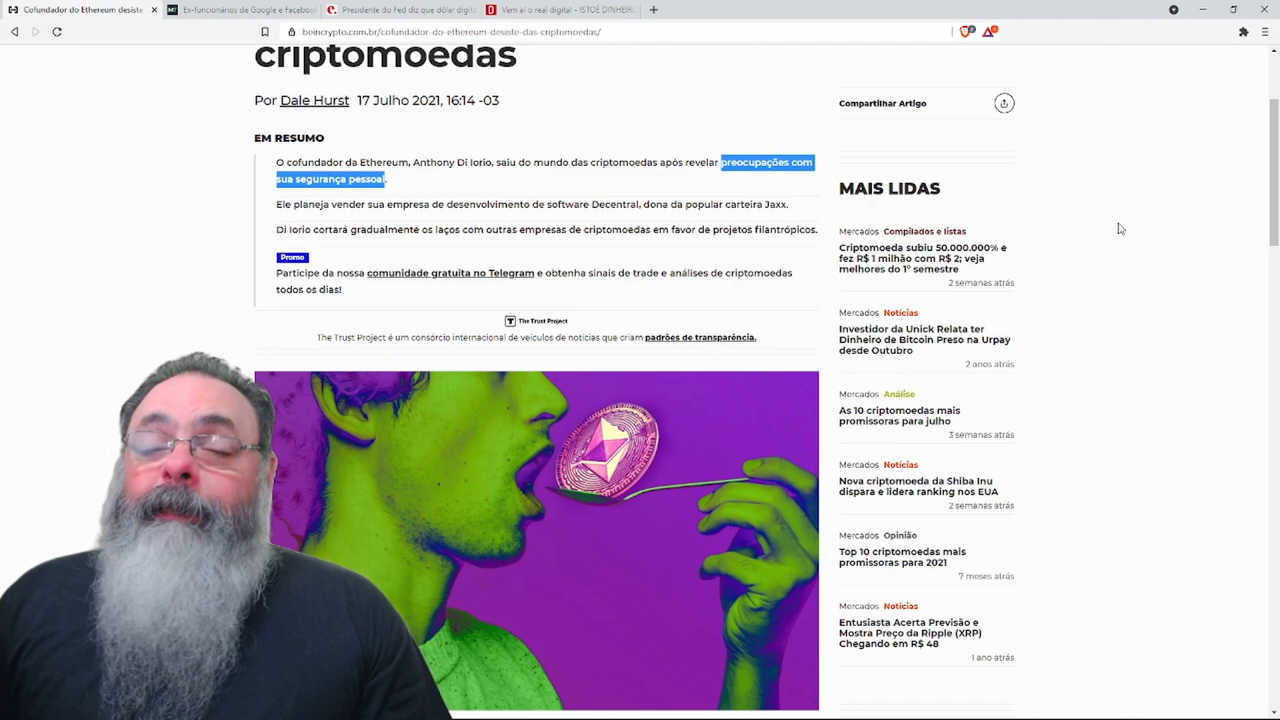 Cofundador do Ethereum desiste
Ex-funcionários de Google e Facebook
Presidente do Fed diz que dólar digital
Vem aí o real digital - ISTOÉ DINHEIRO
beincrypto.com.br/cofundador-do-ethereum-desiste-das-criptomoedas/
criptomoedas
Por Dale Hurst 17 Julho 2021, 16:14 -03
EM RESUMO
O cofundador da Ethereum, Anthony Di Iorio, saiu do mundo das criptomoedas após revelar preocupações com
sua segurança pessoal.
Ele planeja vender sua empresa de desenvolvimento de software Decentral, dona da popular carteira Jaxx.
Di Iorio cortará gradualmente os laços com outras empresas de criptomoedas em favor de projetos filantrópicos.
Promo
Participe da nossa comunidade gratuita no Telegram e obtenha sinais de trade e análises de criptomoedas
todos os dias!
The Trust Project
The Trust Project é um consórcio internacional de veículos de notícias que criam padrões de transparência.
Compartilhar Artigo
MAIS LIDAS
Mercados Compilados e listas
Criptomoeda subiu 50.000.000% e
fez R$ 1 milhão com R$ 2; veja
melhores do 1º semestre
2 semanas atrás
Mercados Notícias
Investidor da Unick Relata ter
Dinheiro de Bitcoin Preso na Urpay
desde Outubro
2 anos atrás
Mercados Análise
As 10 criptomoedas mais
promissoras para julho
3 semanas atrás
Mercados Notícias
Nova criptomoeda da Shiba Inu
dispara e lidera ranking nos EUA
2 semanas atrás
Mercados Opinião
Top 10 criptomoedas mais
promissoras para 2021
7 meses atrás
Mercados Notícias
Entusiasta Acerta Previsão e
Mostra Preço da Ripple (XRP)
Chegando em R$ 48
1 ano atrás